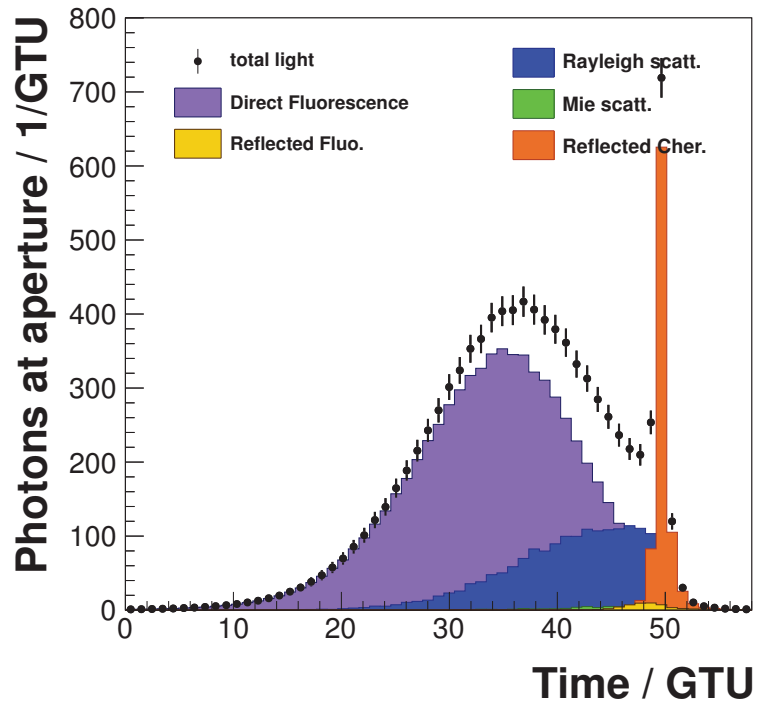 Photons at aperture / 1/GTU
800
700
600
500
400
300
200
100
0
total light
Direct Fluorescence
Reflected Fluo.
Rayleigh scatt.
Mie scatt.
Reflected Cher.
0 10 20 30 40 50
Time / GTU